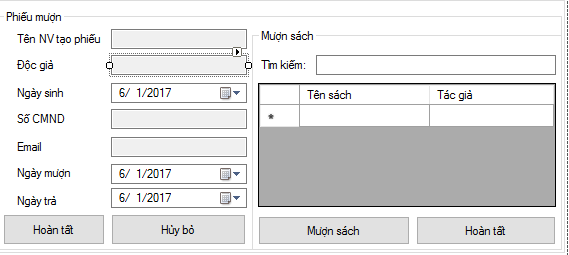 Phiếu mượn
Tên NV tạo phiếu
Độc giả
Ngày sinh 6/ 1/2017
Số CMND
Email
Ngày mượn 6/ 1/2017
Ngày trả 6/ 1/2017
Hoàn tất Hủy bỏ
Mượn sách
Tìm kiếm:
Tên sách Tác giả
*
Mượn sách Hoàn tất